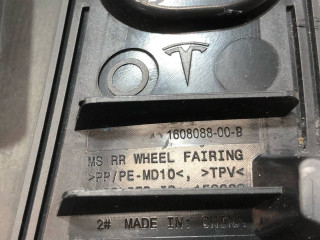 1608088-00-B
MS RR WHEEL FAIRING
>PP/PE-MD10<, >TPV<
2# MADE IN: CHINA